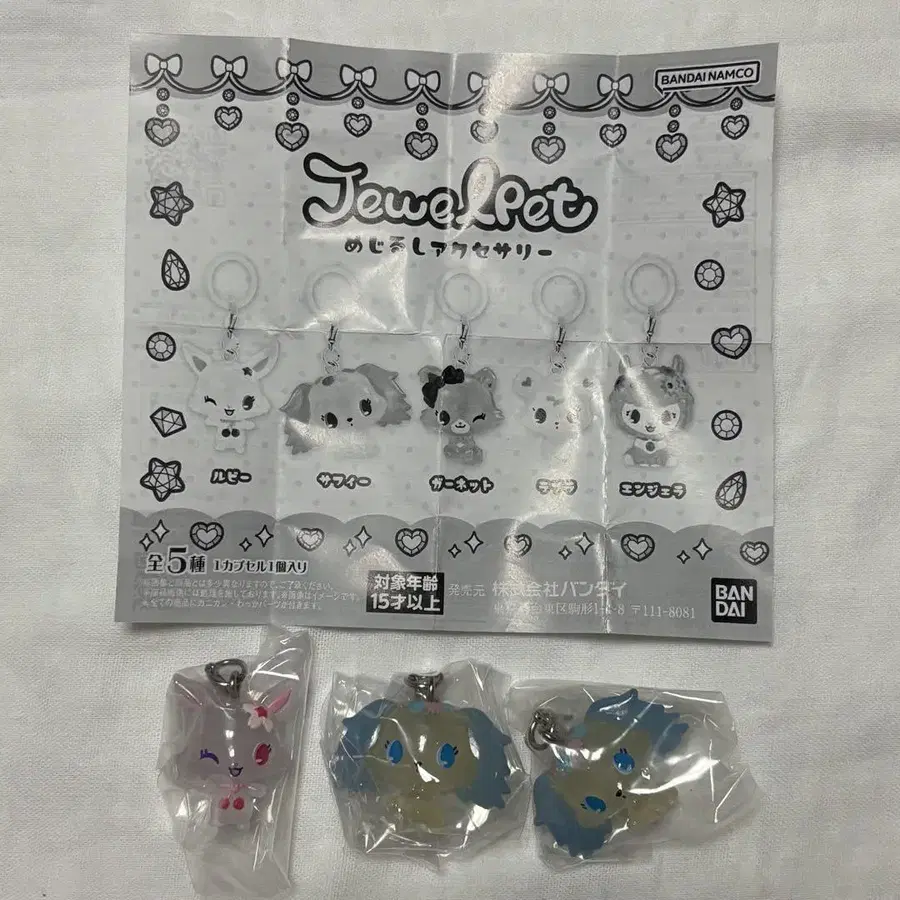 BANDAI NAMCO
JewelPet
めじるしアクセサリー
ルビー
サフィー
ガーネット
エンジェラ
全5種 1カプセル1個入り
対象年齢
15才以上
発売元 株式会社バンダイ
〒111-8081
BAN
DAI